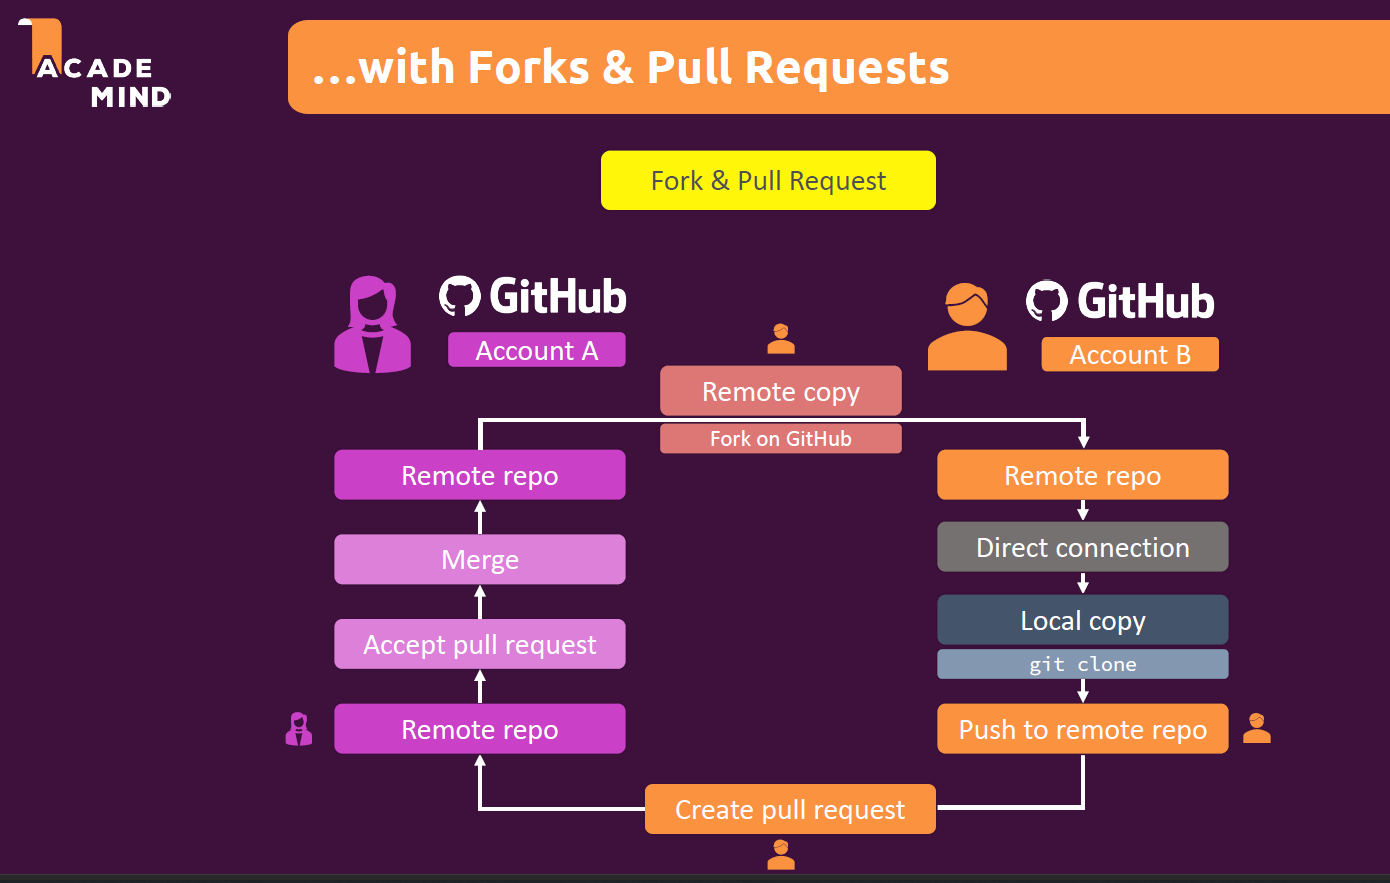 ACADE
MIND
...with Forks & Pull Requests
Fork & Pull Request
GitHub
Account A
GitHub
Account B
Remote copy
Fork on GitHub
Remote repo
Remote repo
Merge
Direct connection
Accept pull request
Local copy
git clone
Remote repo
Push to remote repo
Create pull request